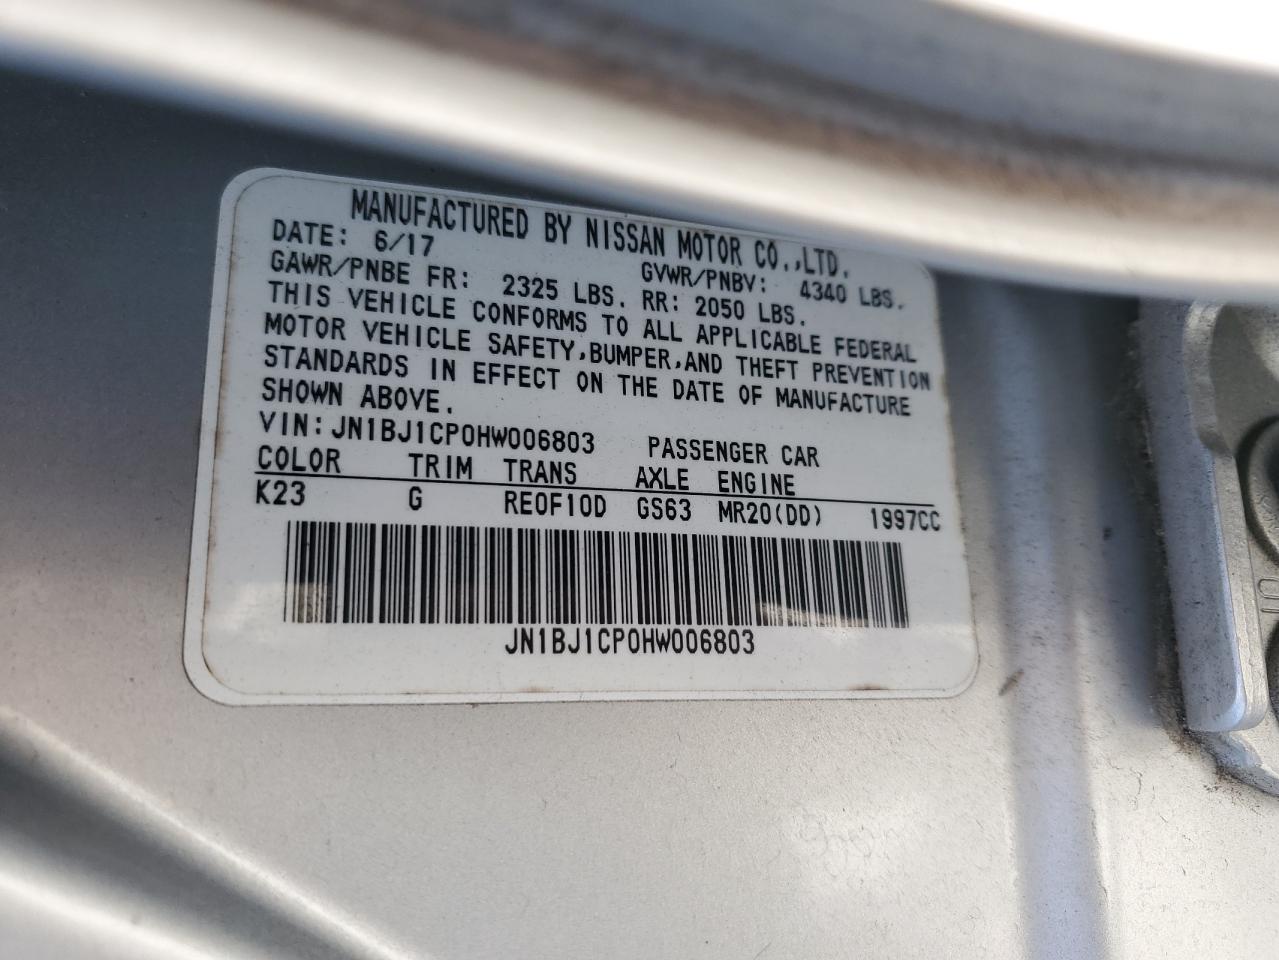 MANUFACTURED BY NISSAN MOTOR CO.,LTD.
DATE: 6/17 GVWR/PNBV: 4340 LBS.
GAWR/PNBE FR: 2325 LBS. RR: 2050 LBS.
THIS VEHICLE CONFORMS TO ALL APPLICABLE FEDERAL
MOTOR VEHICLE SAFETY,BUMPER,AND THEFT PREVENTION
STANDARDS IN EFFECT ON THE DATE OF MANUFACTURE
SHOWN ABOVE.
VIN:JN1BJ1CP0HW006803 PASSENGER CAR
COLOR TRIM TRANS AXLE ENGINE
K23 G RE0F10D GS63 MR20(DD) 1997CC
JN1BJ1CP0HW006803